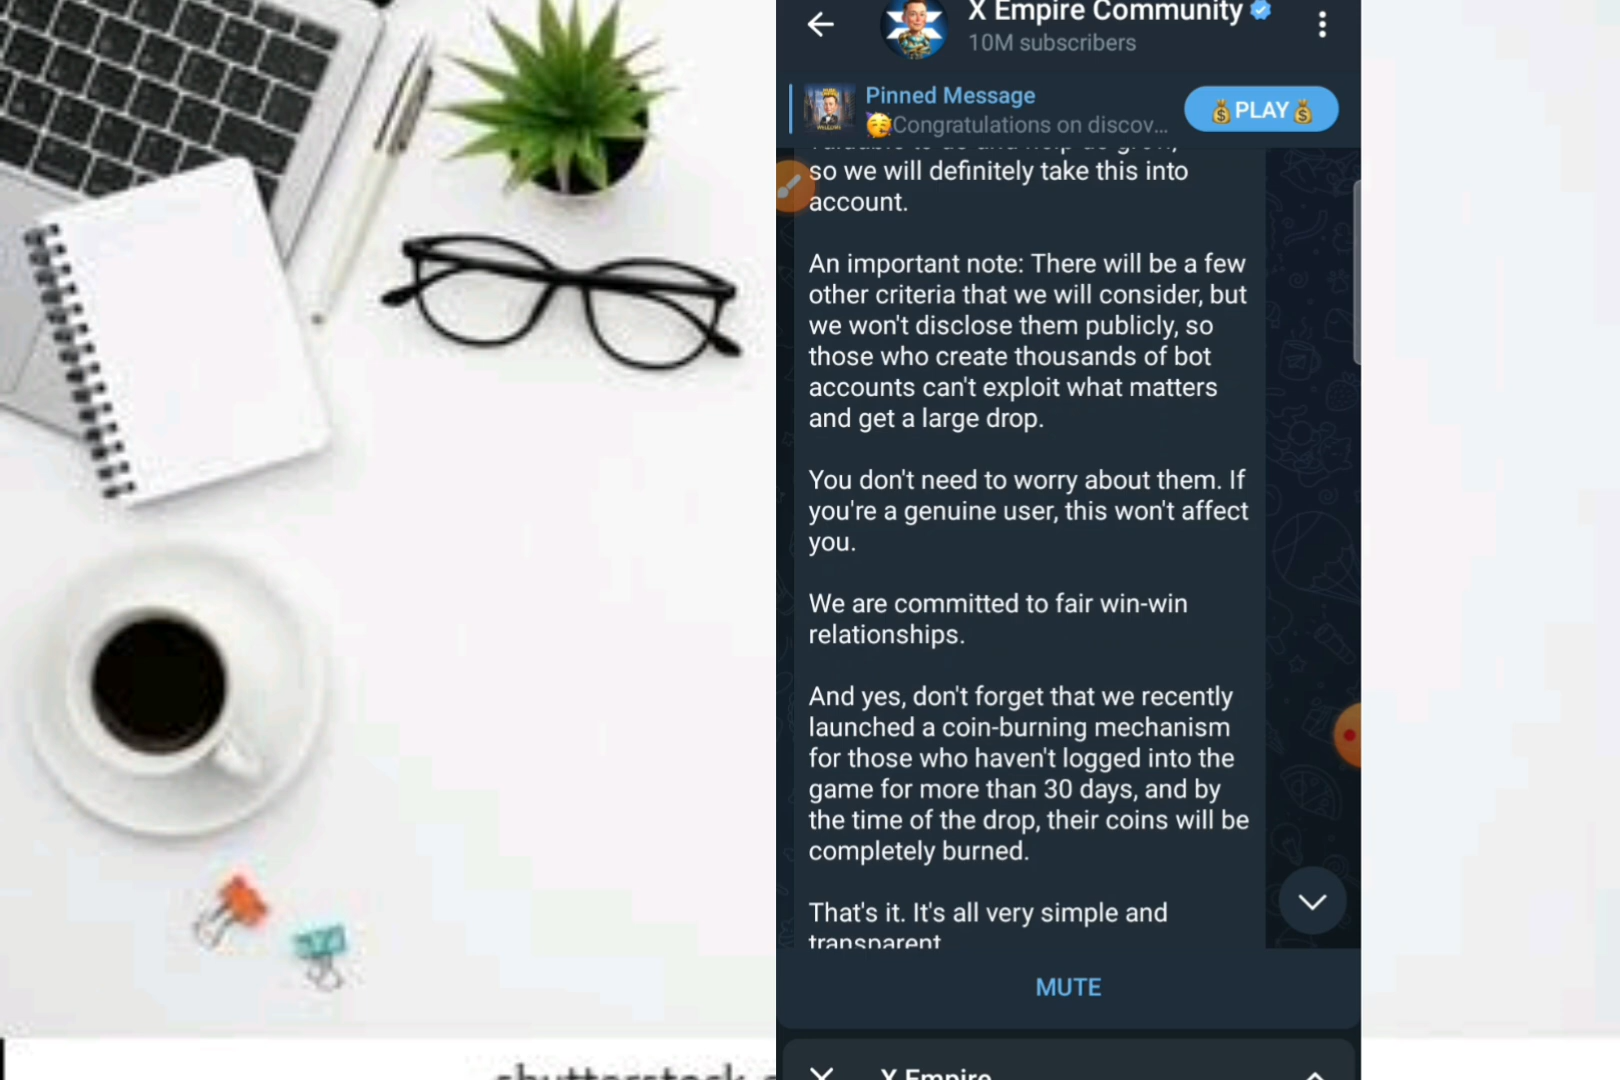 X Empire Community
10M subscribers
Pinned Message
🥳Congratulations on discov...
💰PLAY💰
so we will definitely take this into
account.
An important note: There will be a few
other criteria that we will consider, but
we won't disclose them publicly, so
those who create thousands of bot
accounts can't exploit what matters
and get a large drop.
You don't need to worry about them. If
you're a genuine user, this won't affect
you.
We are committed to fair win-win
relationships.
And yes, don't forget that we recently
launched a coin-burning mechanism
for those who haven't logged into the
game for more than 30 days, and by
the time of the drop, their coins will be
completely burned.
That's it. It's all very simple and
transparent
MUTE
X Empire